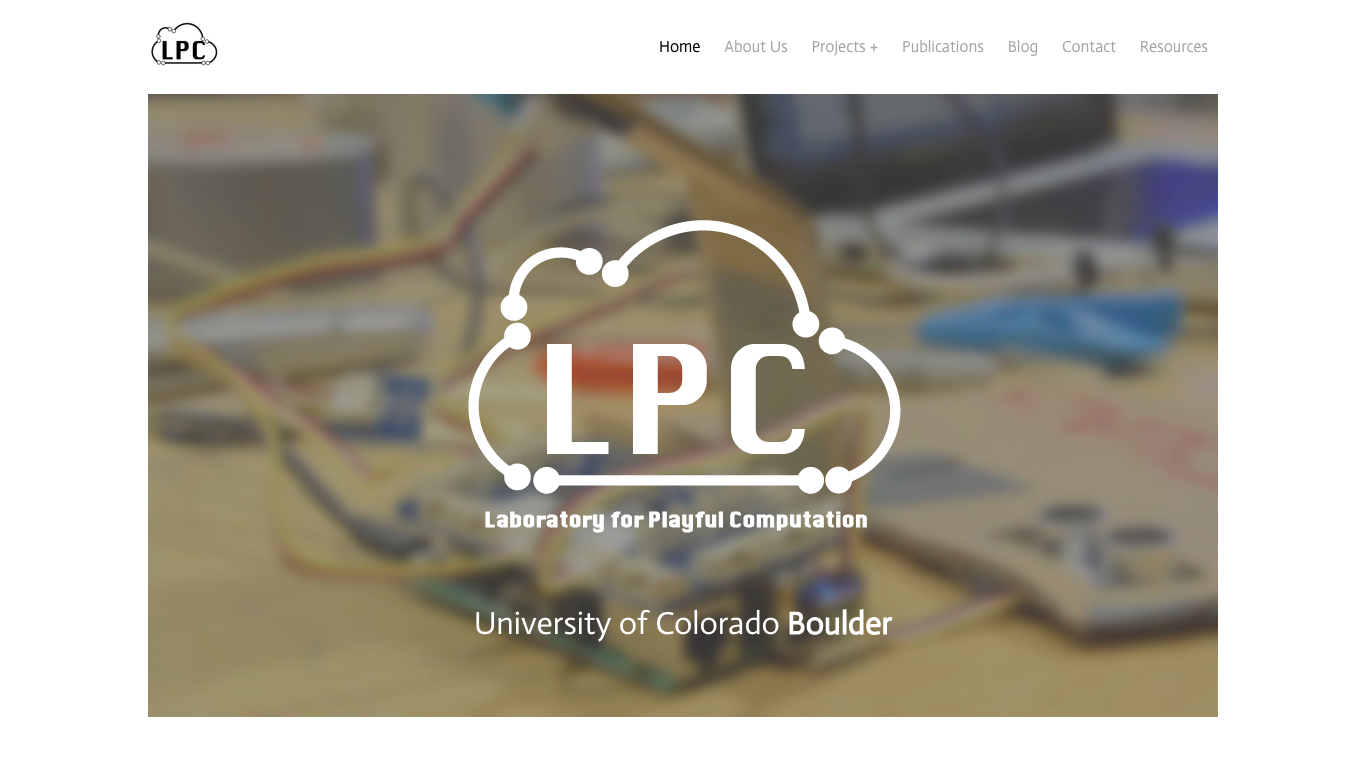 LPC
Home About Us Projects + Publications Blog Contact Resources
LPC
Laboratory for Playful Computation
University of Colorado Boulder